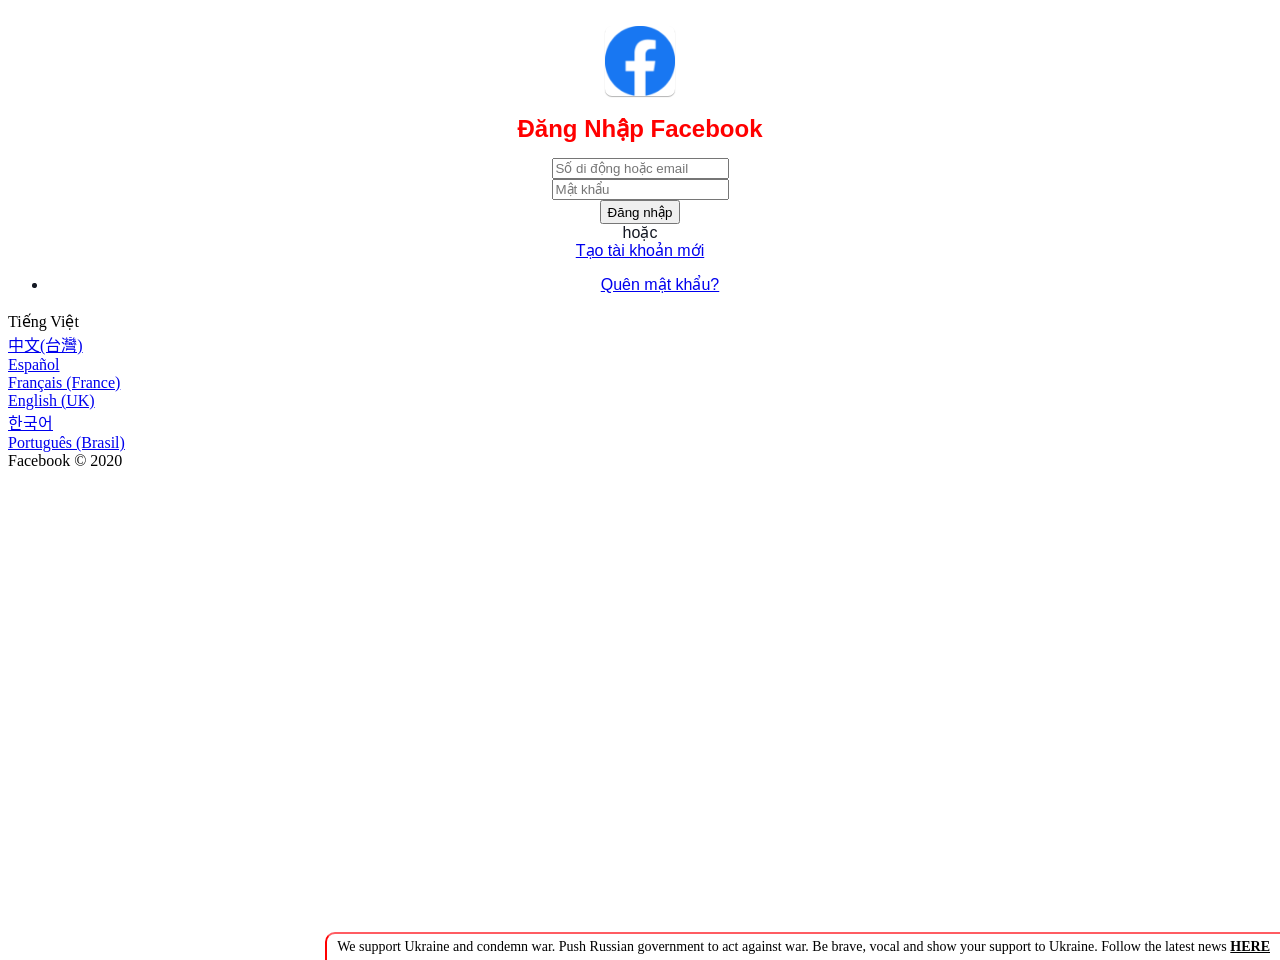 Đăng Nhập Facebook
Số di động hoặc email
Mật khẩu
Đăng nhập
hoặc
Tạo tài khoản mới
Quên mật khẩu?
Tiếng Việt
中文(台灣)
Español
Français (France)
English (UK)
한국어
Português (Brasil)
Facebook © 2020
We support Ukraine and condemn war. Push Russian government to act against war. Be brave, vocal and show your support to Ukraine. Follow the latest news HERE